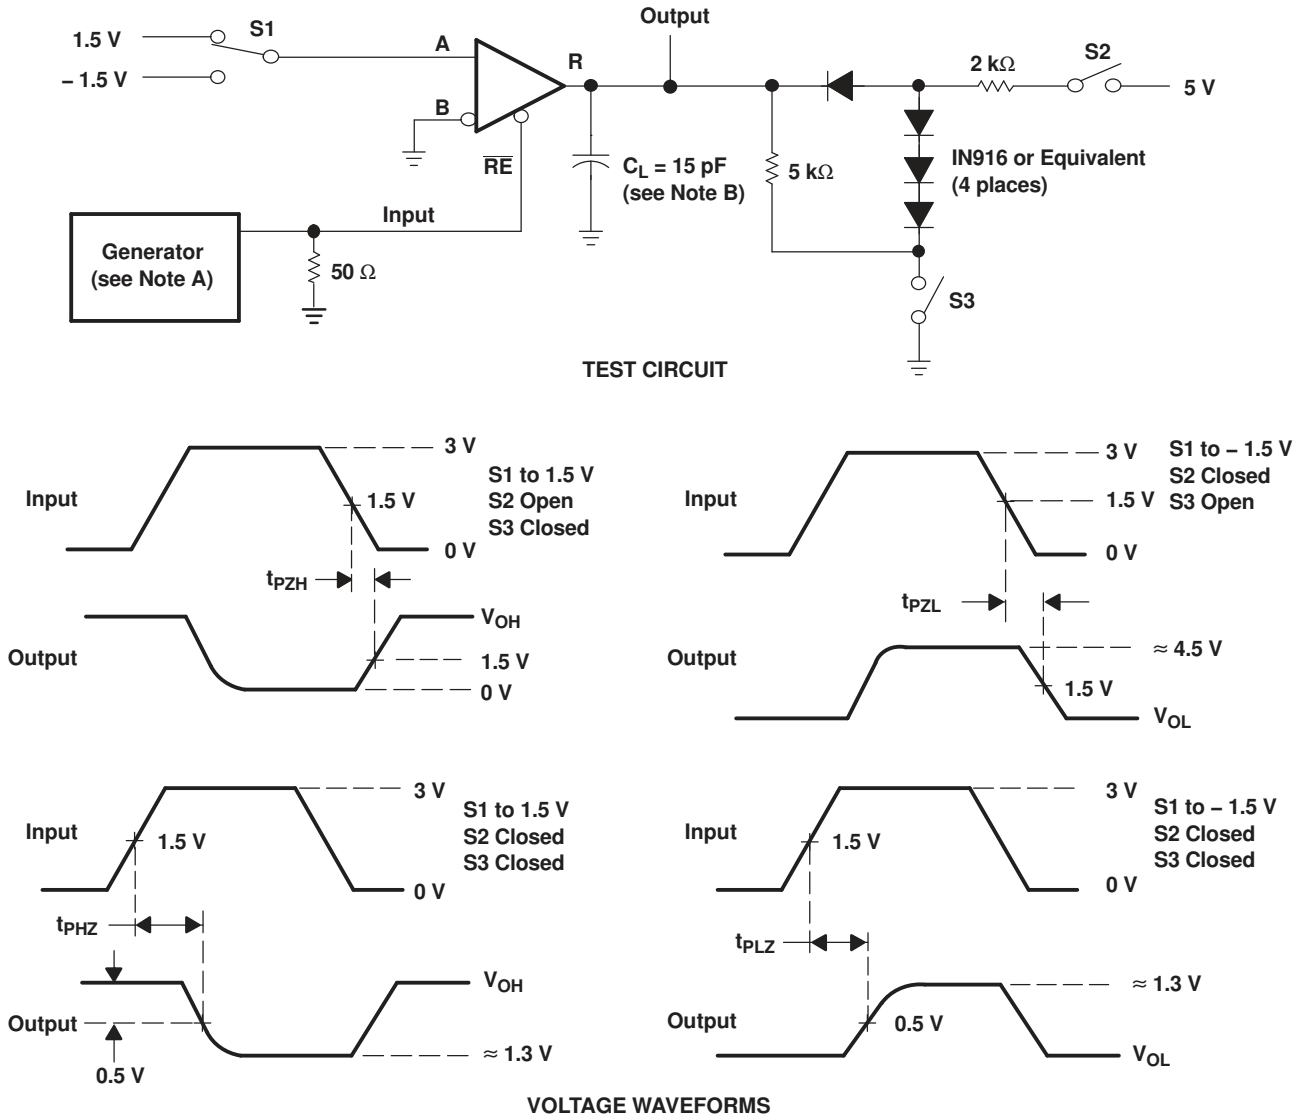 Output
1.5 V
S1
– 1.5 V
A
B
R
RE
2 kΩ
S2
5 V
IN916 or Equivalent
(4 places)
5 kΩ
C_L = 15 pF
(see Note B)
Input
Generator
(see Note A)
50 Ω
S3
TEST CIRCUIT
Input
3 V
1.5 V
0 V
S1 to 1.5 V
S2 Open
S3 Closed
t_PZH
Output
V_OH
1.5 V
0 V
Input
3 V
1.5 V
0 V
S1 to – 1.5 V
S2 Closed
S3 Open
t_PZL
Output
≈ 4.5 V
1.5 V
V_OL
Input
3 V
1.5 V
0 V
S1 to 1.5 V
S2 Closed
S3 Closed
t_PHZ
Output
V_OH
0.5 V
≈ 1.3 V
Input
3 V
1.5 V
0 V
S1 to – 1.5 V
S2 Closed
S3 Closed
t_PLZ
Output
≈ 1.3 V
0.5 V
V_OL
VOLTAGE WAVEFORMS